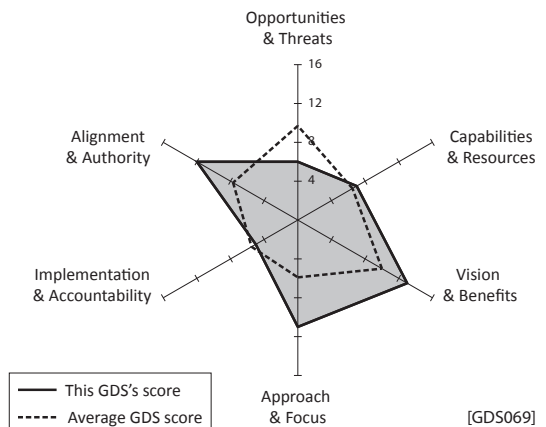 Opportunities
& Threats
16
12
8
4
Alignment
& Authority
Capabilities
& Resources
Implementation
& Accountability
Vision
& Benefits
Approach
& Focus
This GDS's score
Average GDS score
[GDS069]